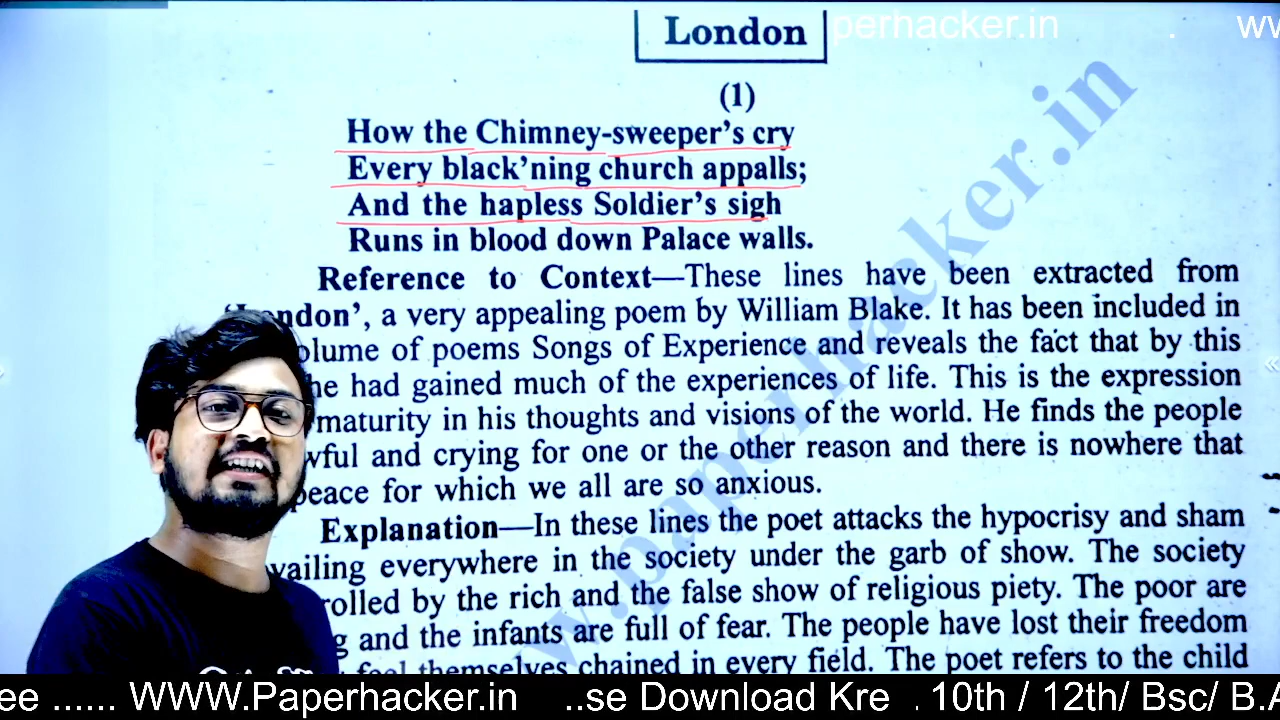 perhacker.in . ww
London
(1)
How the Chimney-sweeper's cry
Every black'ning church appalls;
And the hapless Soldier's sigh
Runs in blood down Palace walls.
Reference to Context—These lines have been extracted from
'London', a very appealing poem by William Blake. It has been included in
olume of poems Songs of Experience and reveals the fact that by this
he had gained much of the experiences of life. This is the expression
maturity in his thoughts and visions of the world. He finds the people
wful and crying for one or the other reason and there is nowhere that
peace for which we all are so anxious.
Explanation—In these lines the poet attacks the hypocrisy and sham
vailing everywhere in the society under the garb of show. The society
rolled by the rich and the false show of religious piety. The poor are
g and the infants are full of fear. The people have lost their freedom
feel themselves chained in every field. The poet refers to the child
w.paperhacker.in
ee ...... WWW.Paperhacker.in ..se Download Kre . 10th / 12th/ Bsc/ B.A